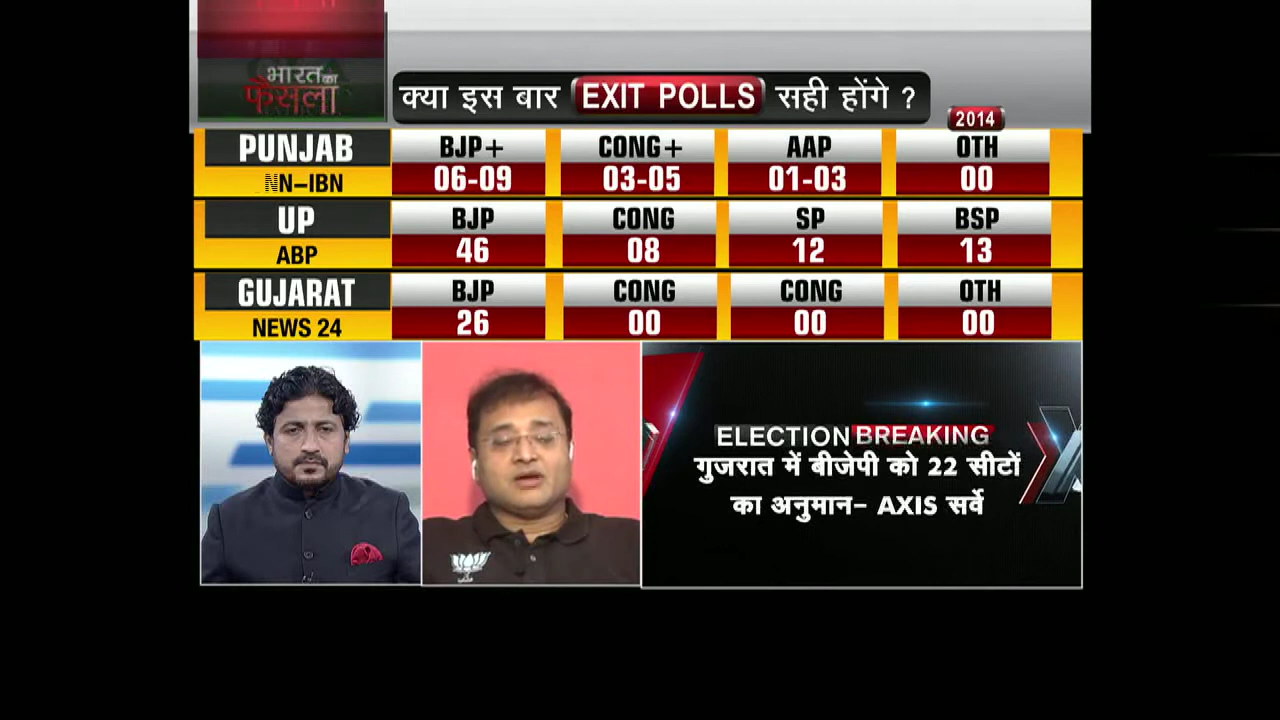 भारत का
फैसला
क्या इस बार EXIT POLLS सही होंगे ?
2014
PUNJAB BJP+ CONG+ AAP OTH
NN-IBN 06-09 03-05 01-03 00
UP BJP CONG SP BSP
ABP 46 08 12 13
GUJARAT BJP CONG CONG OTH
NEWS 24 26 00 00 00
ELECTION BREAKING
गुजरात में बीजेपी को 22 सीटों
का अनुमान- AXIS सर्वे